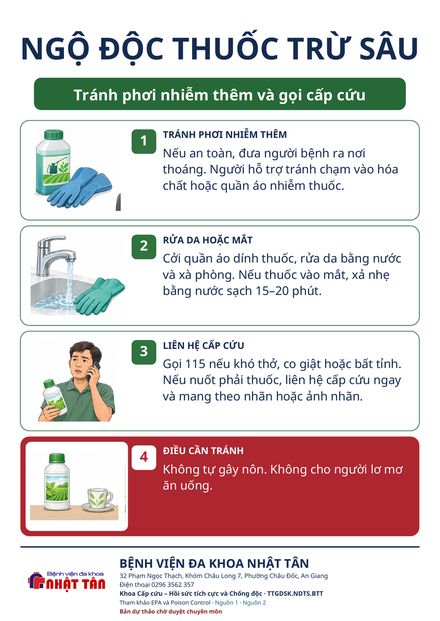 NGỘ ĐỘC THUỐC TRỪ SÂU
Tránh phơi nhiễm thêm và gọi cấp cứu
1
TRÁNH PHƠI NHIỄM THÊM
Nếu an toàn, đưa người bệnh ra nơi
thoáng. Người hỗ trợ tránh chạm vào hóa
chất hoặc quần áo nhiễm thuốc.
2
RỬA DA HOẶC MẮT
Cởi quần áo dính thuốc, rửa da bằng nước
và xà phòng. Nếu thuốc vào mắt, xả nhẹ
bằng nước sạch 15–20 phút.
3
LIÊN HỆ CẤP CỨU
Gọi 115 nếu khó thở, co giật hoặc bất tỉnh.
Nếu nuốt phải thuốc, liên hệ cấp cứu ngay
và mang theo nhãn hoặc ảnh nhãn.
4
ĐIỀU CẦN TRÁNH
Không tự gây nôn. Không cho người lơ mơ
ăn uống.
Bệnh viện đa khoa
NHẬT TÂN
BỆNH VIỆN ĐA KHOA NHẬT TÂN
32 Phạm Ngọc Thạch, Khóm Châu Long 7, Phường Châu Đốc, An Giang
Điện thoại 0296 3562 357
Khoa Cấp cứu – Hồi sức tích cực và Chống độc · TTGDSK.NDTS.BTT
Tham khảo EPA và Poison Control · Nguồn 1 · Nguồn 2
Bản dự thảo chờ duyệt chuyên môn